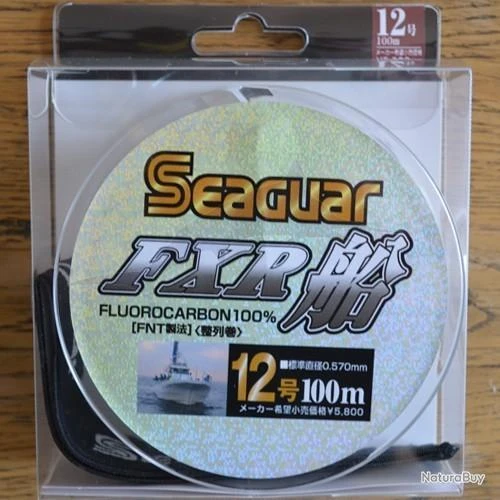 12号
100m
Seaguar
FXR船
FLUOROCARBON100%
[FNT製法]〈整列巻〉
■標準直径0.570mm
12号100m
メーカー希望小売価格¥5,800
NaturaBuy